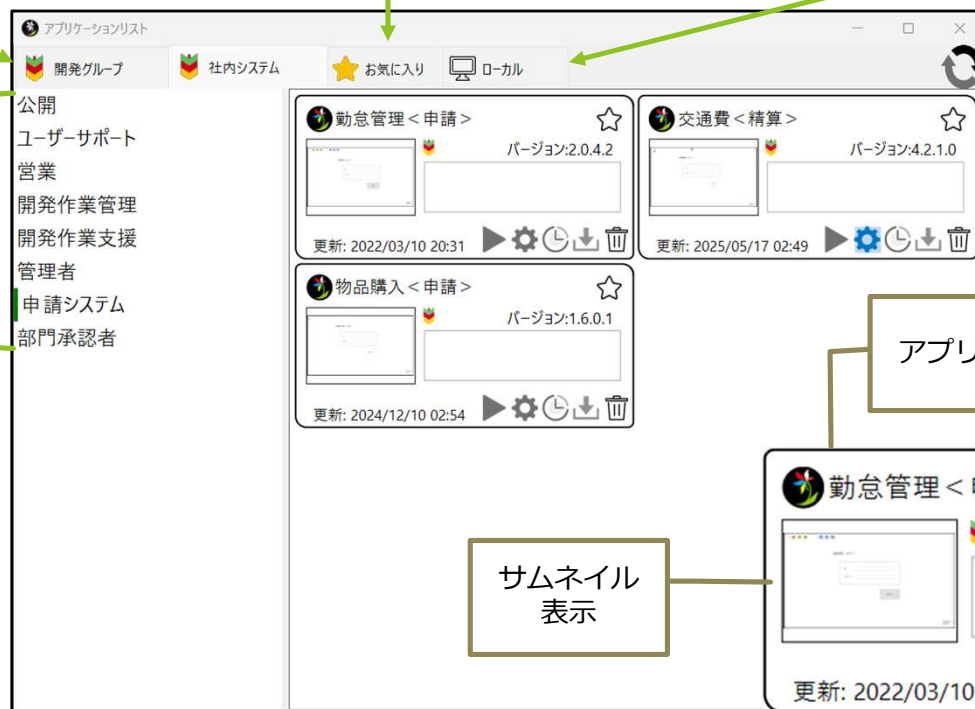 アプリケーションリスト
開発グループ
社内システム
お気に入り
ローカル
公開
ユーザーサポート
営業
開発作業管理
開発作業支援
管理者
申請システム
部門承認者
勤怠管理<申請>
バージョン:2.0.4.2
更新: 2022/03/10 20:31
交通費<精算>
バージョン:4.2.1.0
更新: 2025/05/17 02:49
物品購入<申請>
バージョン:1.6.0.1
更新: 2024/12/10 02:54
アプリ
勤怠管理<
サムネイル
表示
更新: 2022/03/10